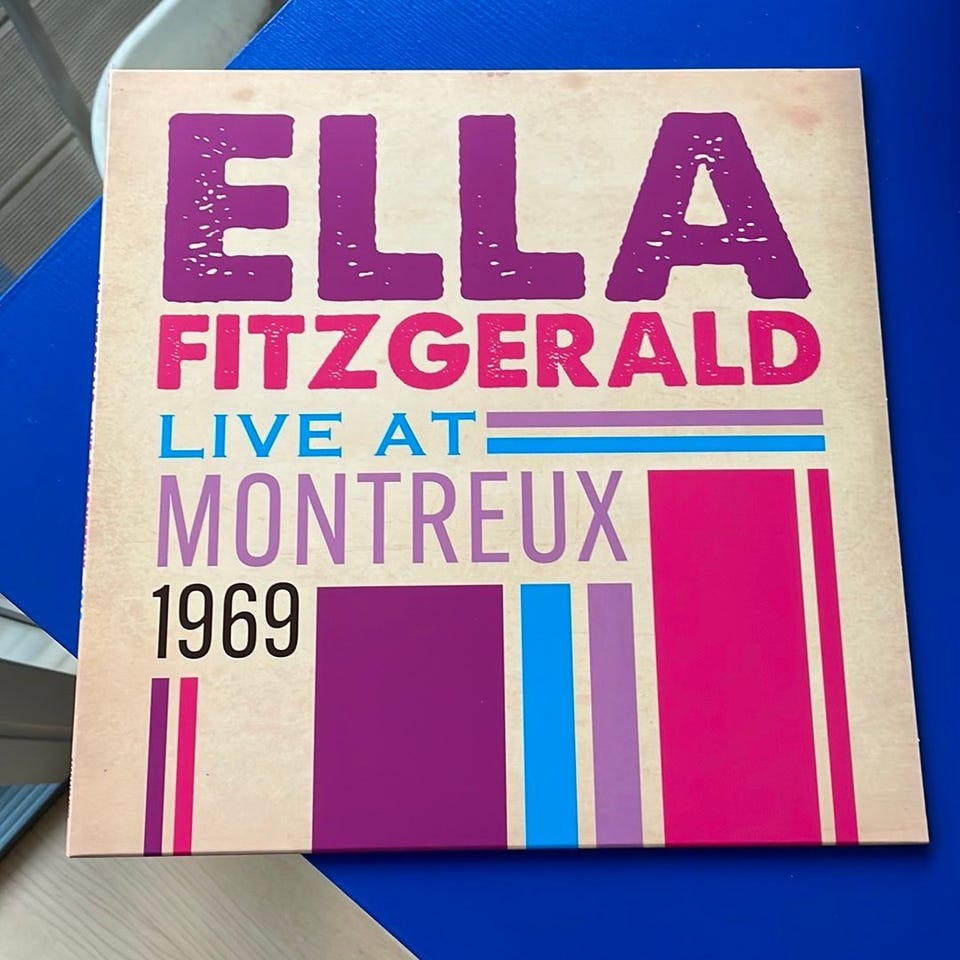 ELLA
FITZGERALD
LIVE AT
MONTREUX
1969